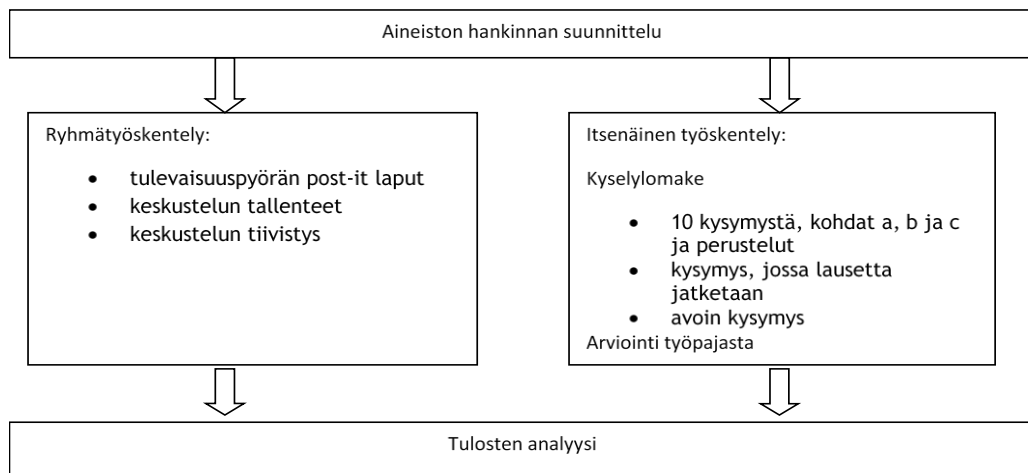 Aineiston hankinnan suunnittelu
Ryhmätyöskentely:
• tulevaisuuspyörän post-it laput
• keskustelun tallenteet
• keskustelun tiivistys
Itsenäinen työskentely:
Kyselylomake
• 10 kysymystä, kohdat a, b ja c
ja perustelut
• kysymys, jossa lausetta
jatketaan
• avoin kysymys
Arviointi työpajasta
Tulosten analyysi